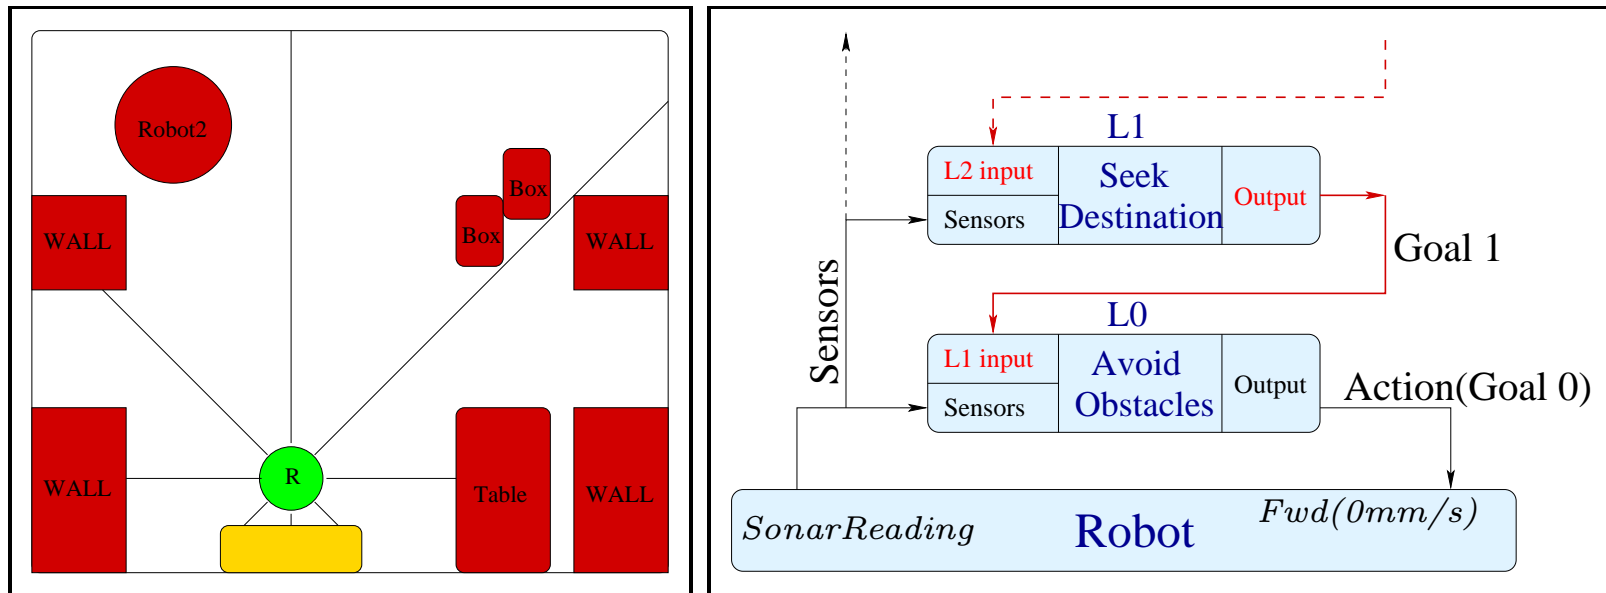 Robot2
Box
Box
WALL
WALL
R
WALL
Table
WALL
L1
L2 input
Seek
Destination
Sensors
Output
Goal 1
Sensors
L0
L1 input
Avoid
Obstacles
Sensors
Output
Action(Goal 0)
SonarReading
Robot
Fwd(0mm/s)